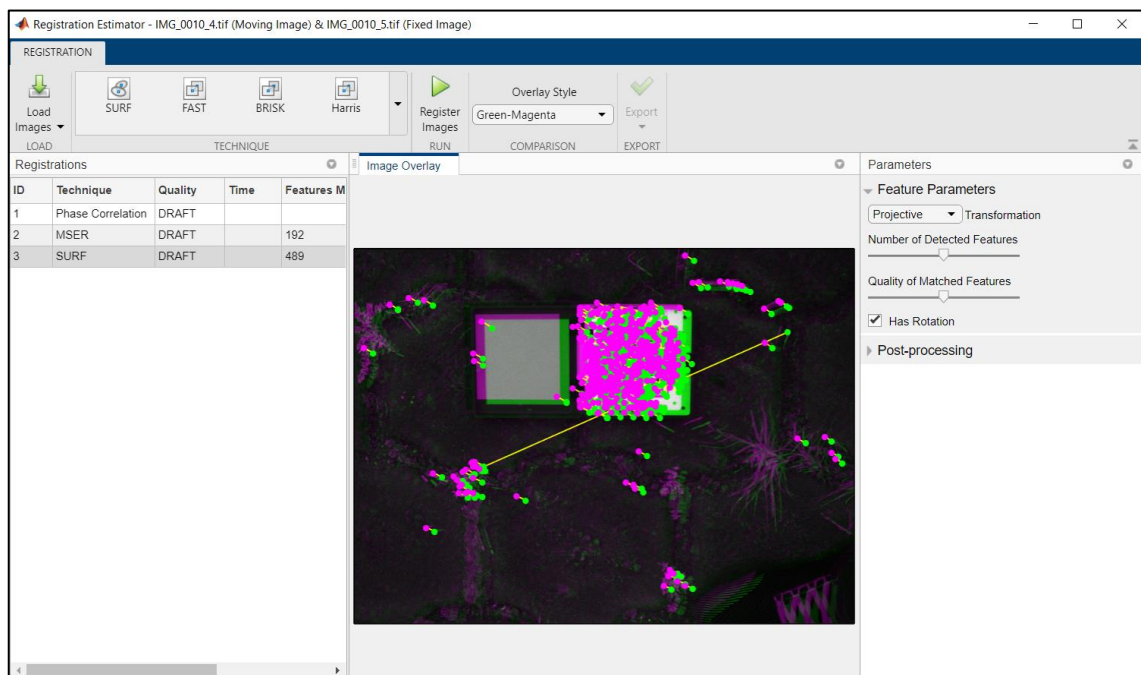 Registration Estimator - IMG_0010_4.tif (Moving Image) & IMG_0010_5.tif (Fixed Image)
REGISTRATION
Load Images
SURF
FAST
BRISK
Harris
Register Images
Overlay Style
Green-Magenta
Export
LOAD
TECHNIQUE
RUN
COMPARISON
EXPORT
Registrations
ID Technique Quality Time Features M
1 Phase Correlation DRAFT
2 MSER DRAFT 192
3 SURF DRAFT 489
Image Overlay
Parameters
Feature Parameters
Projective Transformation
Number of Detected Features
Quality of Matched Features
Has Rotation
Post-processing